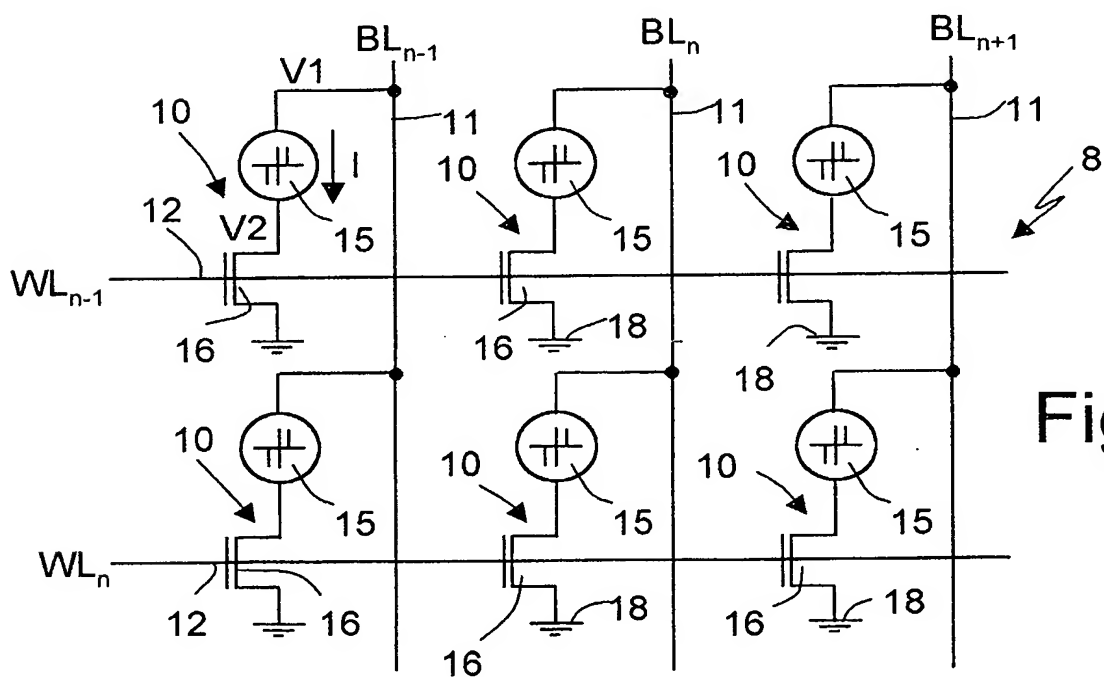 BLn-1 BLn BLn+1
V1
11 11 11
10 I 8
10 10
15 15 15
12 V2
WLn-1
16 16 18
18
Fig
10 10 10
15 15 15
WLn
12 16 16 18
16 18